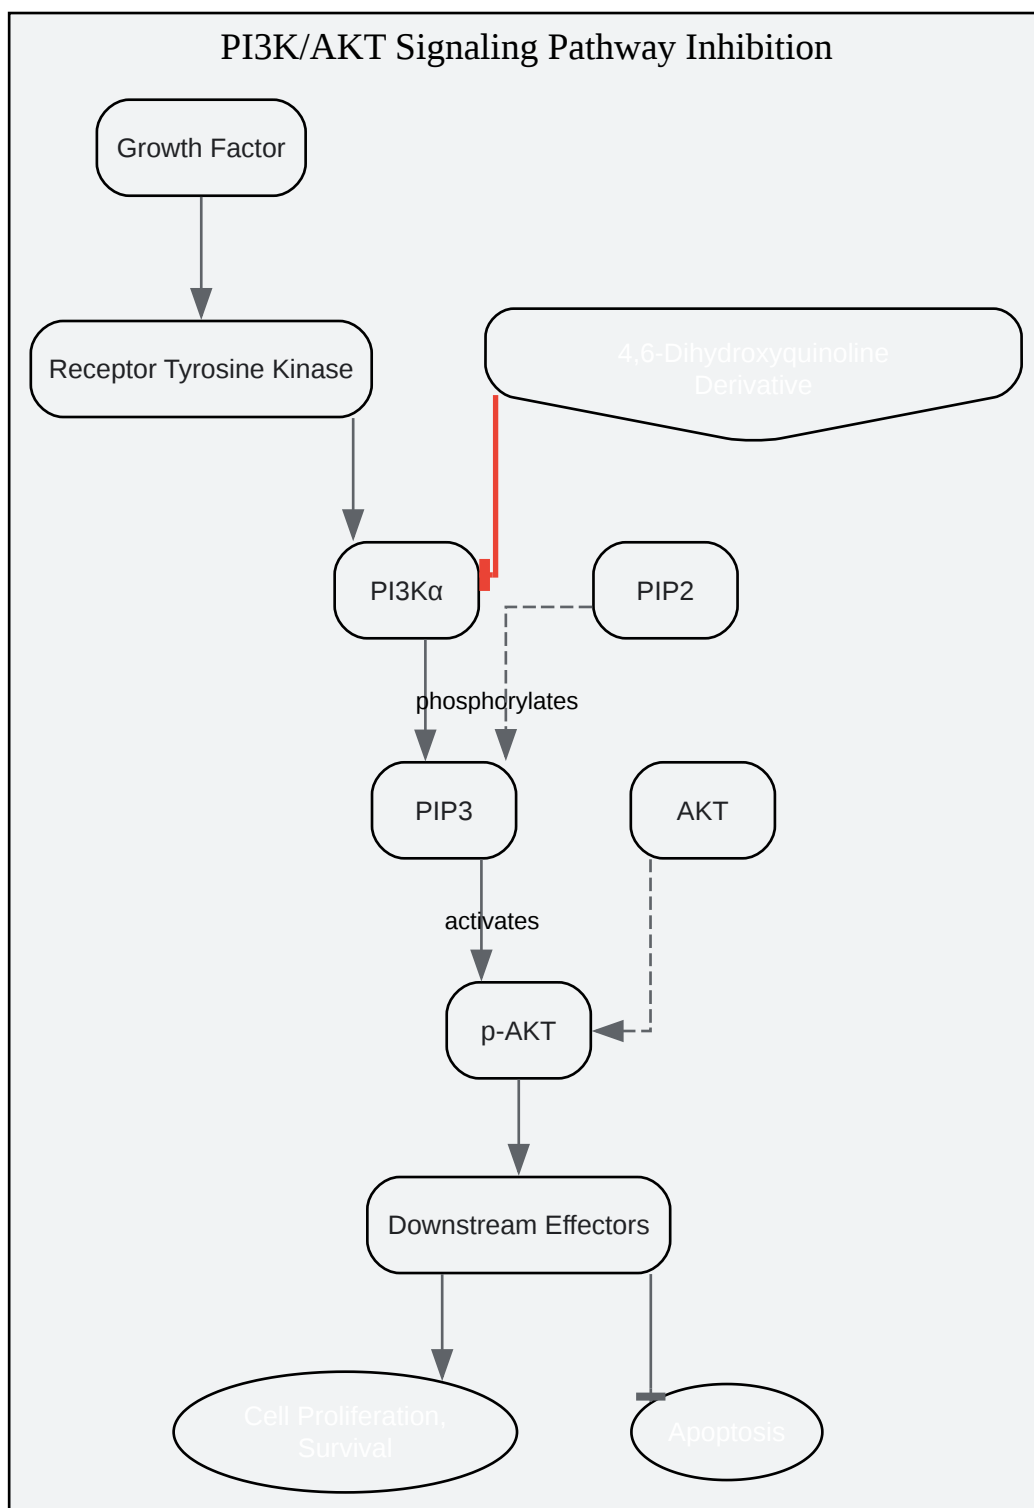 PI3K/AKT Signaling Pathway Inhibition
Growth Factor
Receptor Tyrosine Kinase
4,6-Dihydroxyquinoline
Derivative
PI3Kα
PIP2
phosphorylates
PIP3
AKT
activates
p-AKT
Downstream Effectors
Cell Proliferation,
Survival
Apoptosis